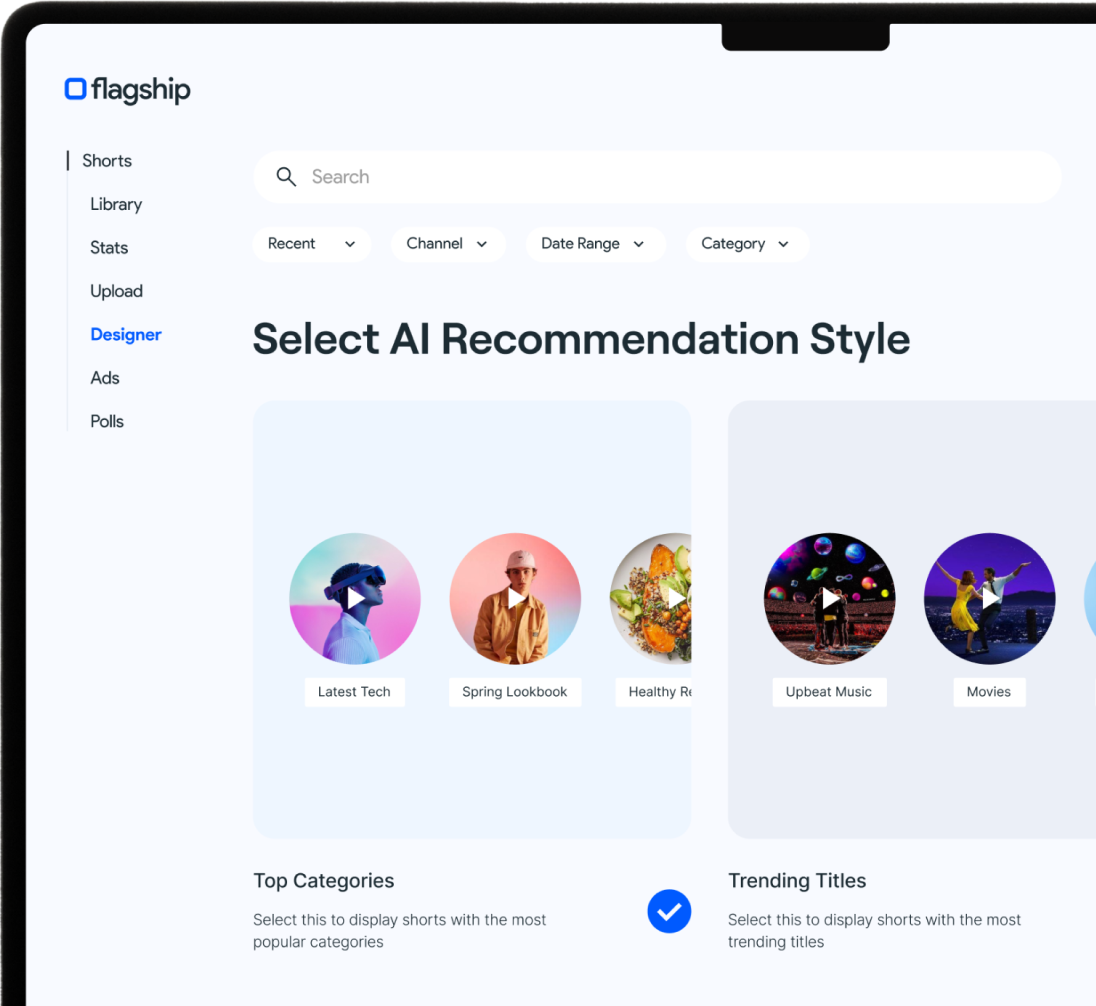 flagship
Shorts
Library
Stats
Upload
Designer
Ads
Polls
Search
Recent
Channel
Date Range
Category
Select AI Recommendation Style
Latest Tech
Spring Lookbook
Healthy Re
Upbeat Music
Movies
Top Categories
Select this to display shorts with the most
popular categories
Trending Titles
Select this to display shorts with the most
trending titles